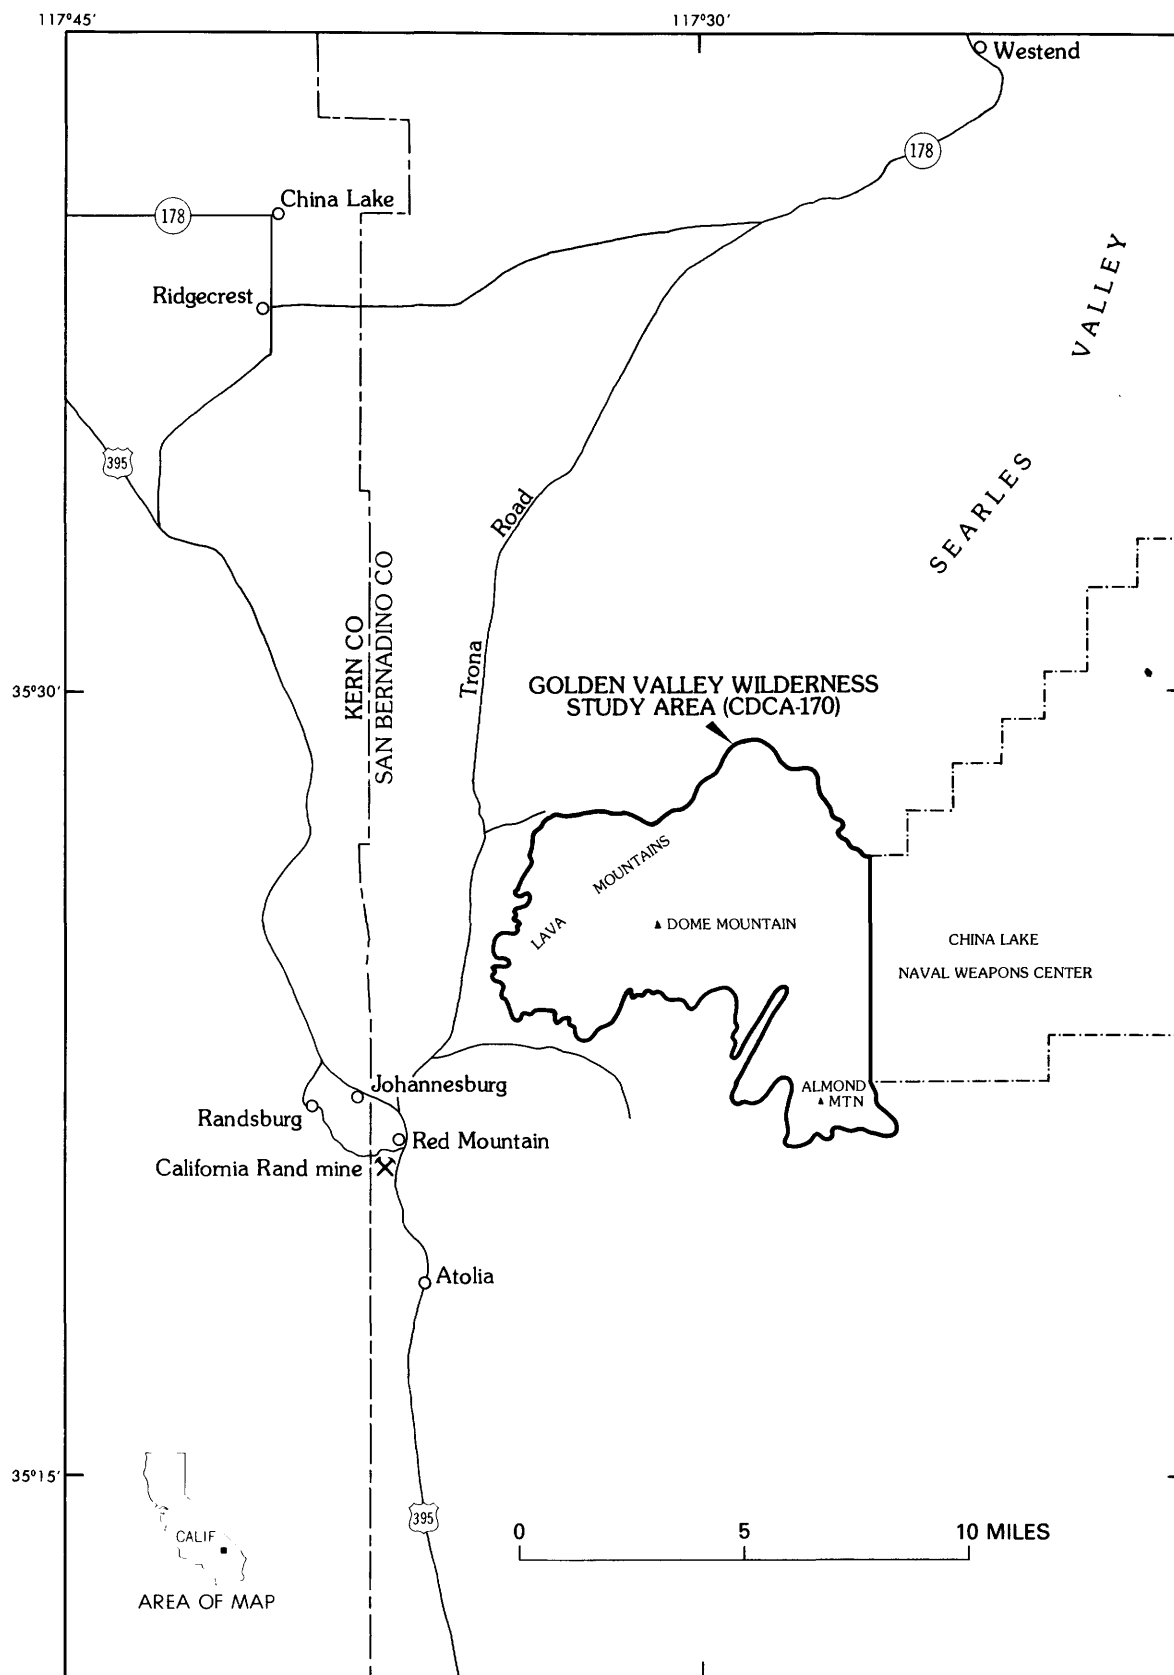 117°45'
117°30'
Westend
178
China Lake
178
Ridgecrest
VALLEY
395
SEARLES
Road
KERN CO
SAN BERNADINO CO
Trona
35°30'
GOLDEN VALLEY WILDERNESS
STUDY AREA (CDCA-170)
MOUNTAINS
LAVA
DOME MOUNTAIN
CHINA LAKE
NAVAL WEAPONS CENTER
Johannesburg
ALMOND
MTN
Randsburg
Red Mountain
California Rand mine
Atolia
35°15'
395
CALIF
AREA OF MAP
0 5 10 MILES